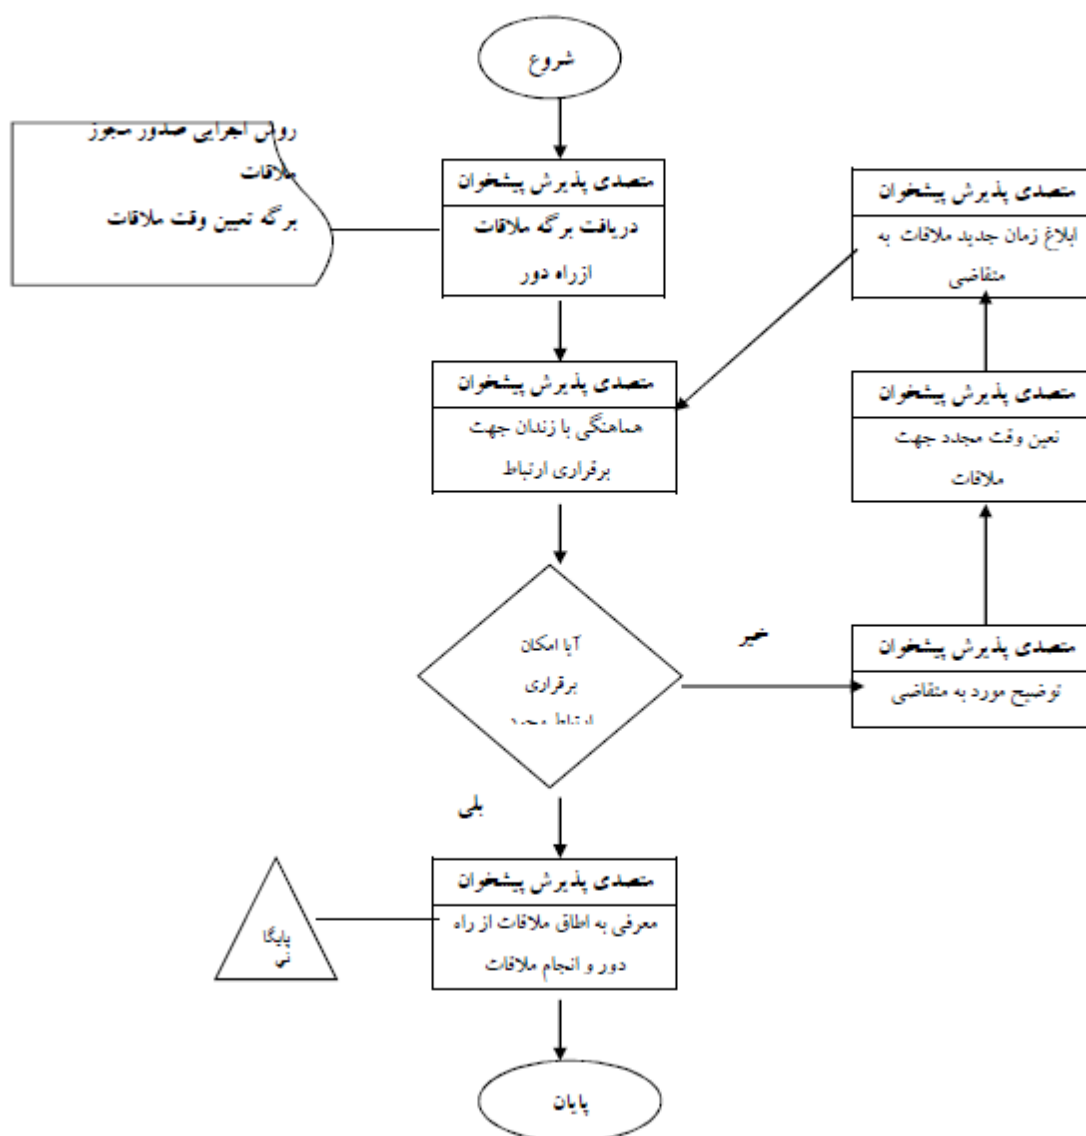 شروع
روش اجرایی صدور مجوز
ملاقات
برگه تعیین وقت ملاقات
متصدی پذیرش پیشخوان
دریافت برگه ملاقات
ازراه دور
متصدی پذیرش پیشخوان
ابلاغ زمان جدید ملاقات به
متقاضی
متصدی پذیرش پیشخوان
هماهنگی با زندان جهت
برقراری ارتباط
متصدی پذیرش پیشخوان
تعین وقت مجدد جهت
ملاقات
آیا امکان
برقراری
ارتباط
خیر
متصدی پذیرش پیشخوان
توضیح مورد به متقاضی
بلی
متصدی پذیرش پیشخوان
معرفی به اطاق ملاقات از راه
دور و انجام ملاقات
پایگا
نی
پایان